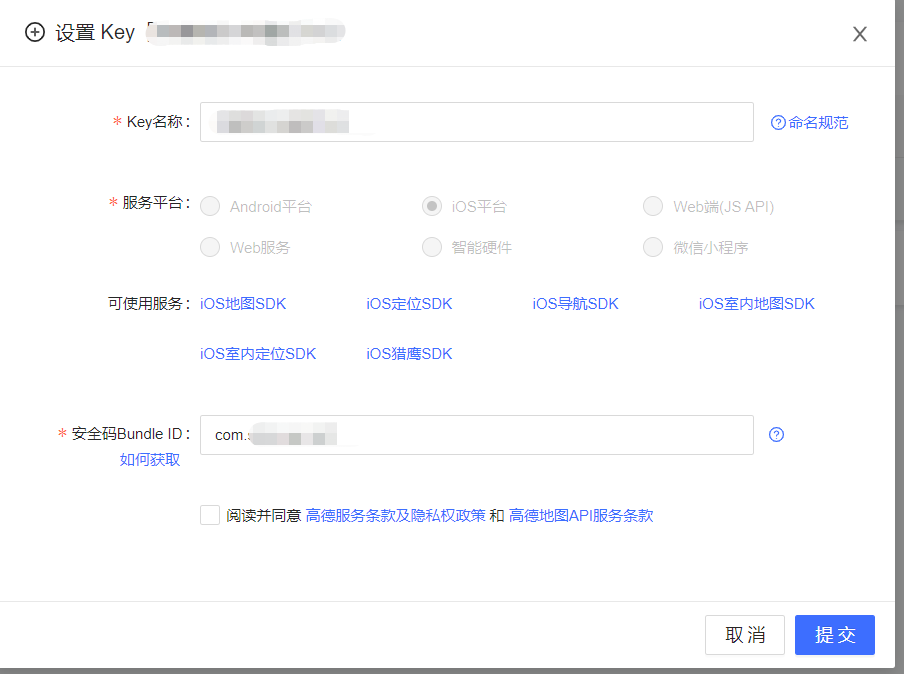 设置 Key
* Key名称： 命名规范
* 服务平台： Android平台 iOS平台 Web端(JS API)
Web服务 智能硬件 微信小程序
可使用服务： iOS地图SDK iOS定位SDK iOS导航SDK iOS室内地图SDK
iOS室内定位SDK iOS猎鹰SDK
* 安全码Bundle ID： com.
如何获取
阅读并同意 高德服务条款及隐私权政策 和 高德地图API服务条款
取消 提交